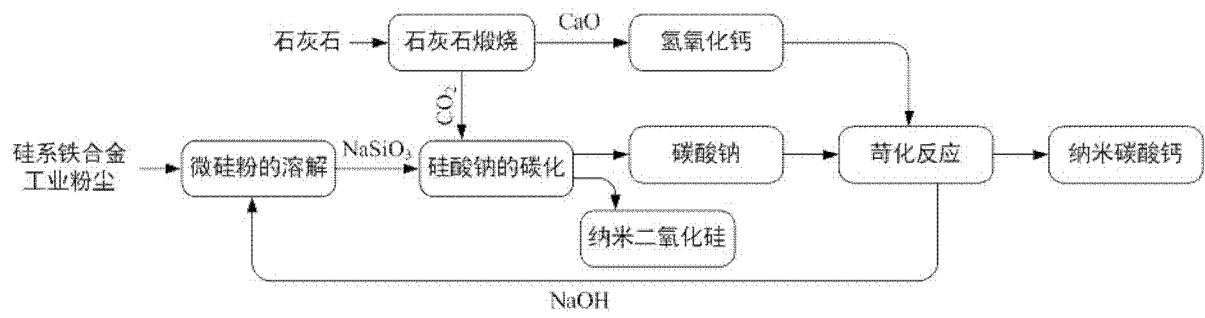 CaO
石灰石
石灰石煅烧
氢氧化钙
CO₂
硅系铁合金
工业粉尘
微硅粉的溶解
NaSiO₃
硅酸钠的碳化
碳酸钠
苛化反应
纳米碳酸钙
纳米二氧化硅
NaOH